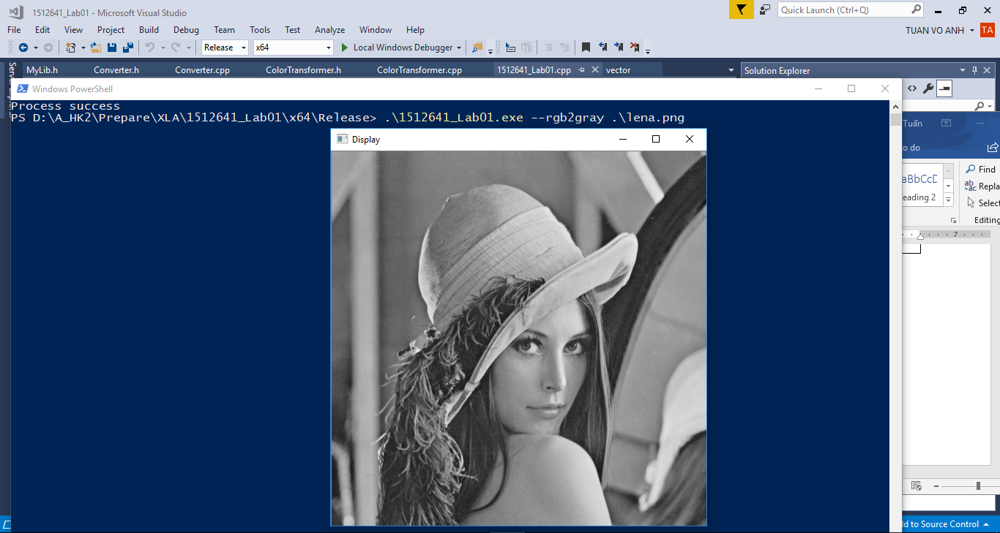 1512641_Lab01 - Microsoft Visual Studio
Quick Launch (Ctrl+Q)
File Edit View Project Build Debug Team Tools Test Analyze Window Help
TUAN VO ANH
TA
Release
x64
Local Windows Debugger
MyLib.h
Converter.h
Converter.cpp
ColorTransformer.h
ColorTransformer.cpp
1512641_Lab01.cpp
vector
Solution Explorer
Windows PowerShell
Process success
PS D:\A_HK2\Prepare\XLA\1512641_Lab01\x64\Release> .\1512641_Lab01.exe --rgb2gray .\lena.png
Display
Tuấn
o do
aBbCcD
eading 2
Find
Repla
Select
Editing
7
d to Source Control